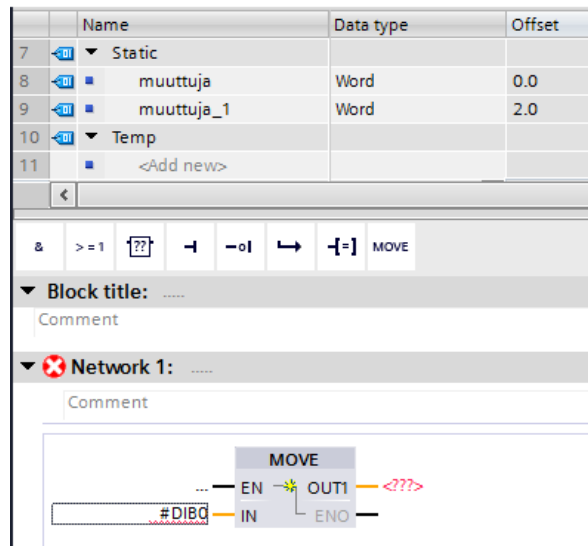 Name Data type Offset
7 Static
8 muuttuja Word 0.0
9 muuttuja_1 Word 2.0
10 Temp
11 <Add new>
& >=1 ?? MOVE
Block title: .....
Comment
Network 1: .....
Comment
MOVE
... EN OUT1 <???>
#DIB0 IN ENO